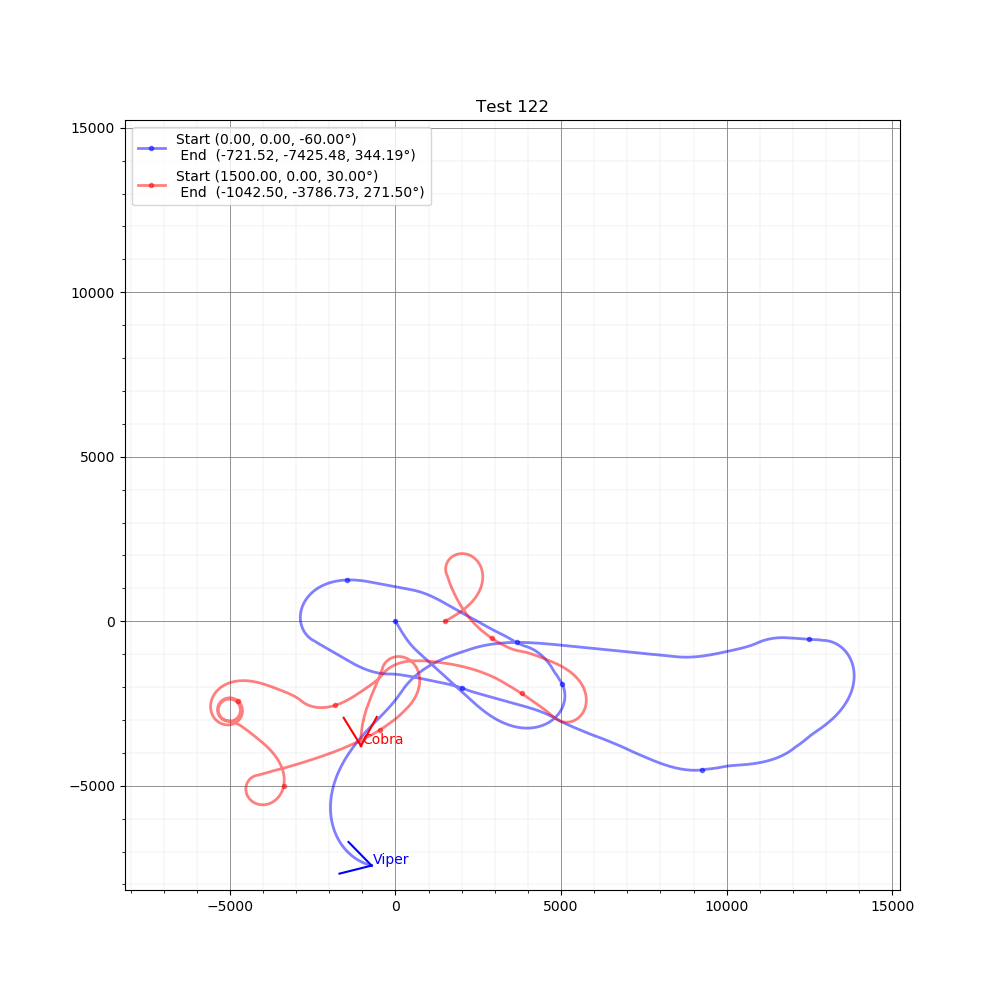 Test 122
Start (0.00, 0.00, -60.00°)
End (-721.52, -7425.48, 344.19°)
Start (1500.00, 0.00, 30.00°)
End (-1042.50, -3786.73, 271.50°)
15000
10000
5000
0
−5000
Cobra
Viper
−5000 0 5000 10000 15000